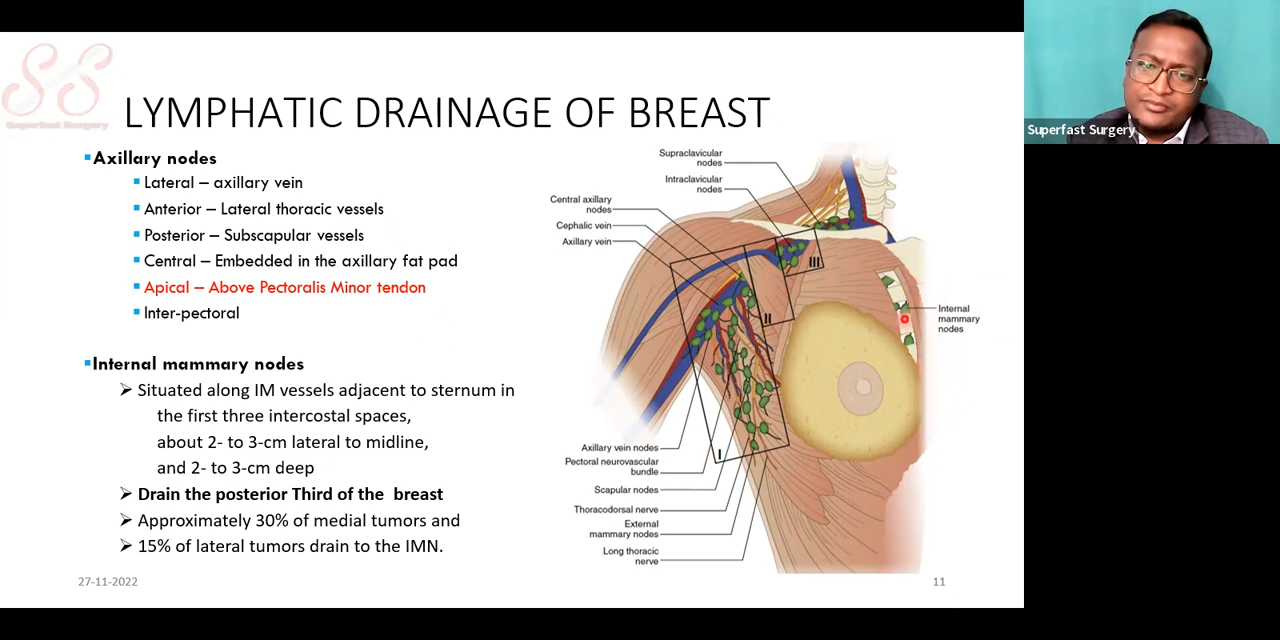 SS
Superfast Surgery
LYMPHATIC DRAINAGE OF BREAST
Axillary nodes
Lateral – axillary vein
Anterior – Lateral thoracic vessels
Posterior – Subscapular vessels
Central – Embedded in the axillary fat pad
Apical – Above Pectoralis Minor tendon
Inter-pectoral
Internal mammary nodes
Situated along IM vessels adjacent to sternum in
the first three intercostal spaces,
about 2- to 3-cm lateral to midline,
and 2- to 3-cm deep
Drain the posterior Third of the breast
Approximately 30% of medial tumors and
15% of lateral tumors drain to the IMN.
Supraclavicular
nodes
Intraclavicular
nodes
Central axillary
nodes
Cephalic vein
Axillary vein
III
II
I
Internal
mammary
nodes
Axillary vein nodes
Pectoral neurovascular
bundle
Scapular nodes
Thoracodorsal nerve
External
mammary nodes
Long thoracic
nerve
27-11-2022
11
Superfast Surgery